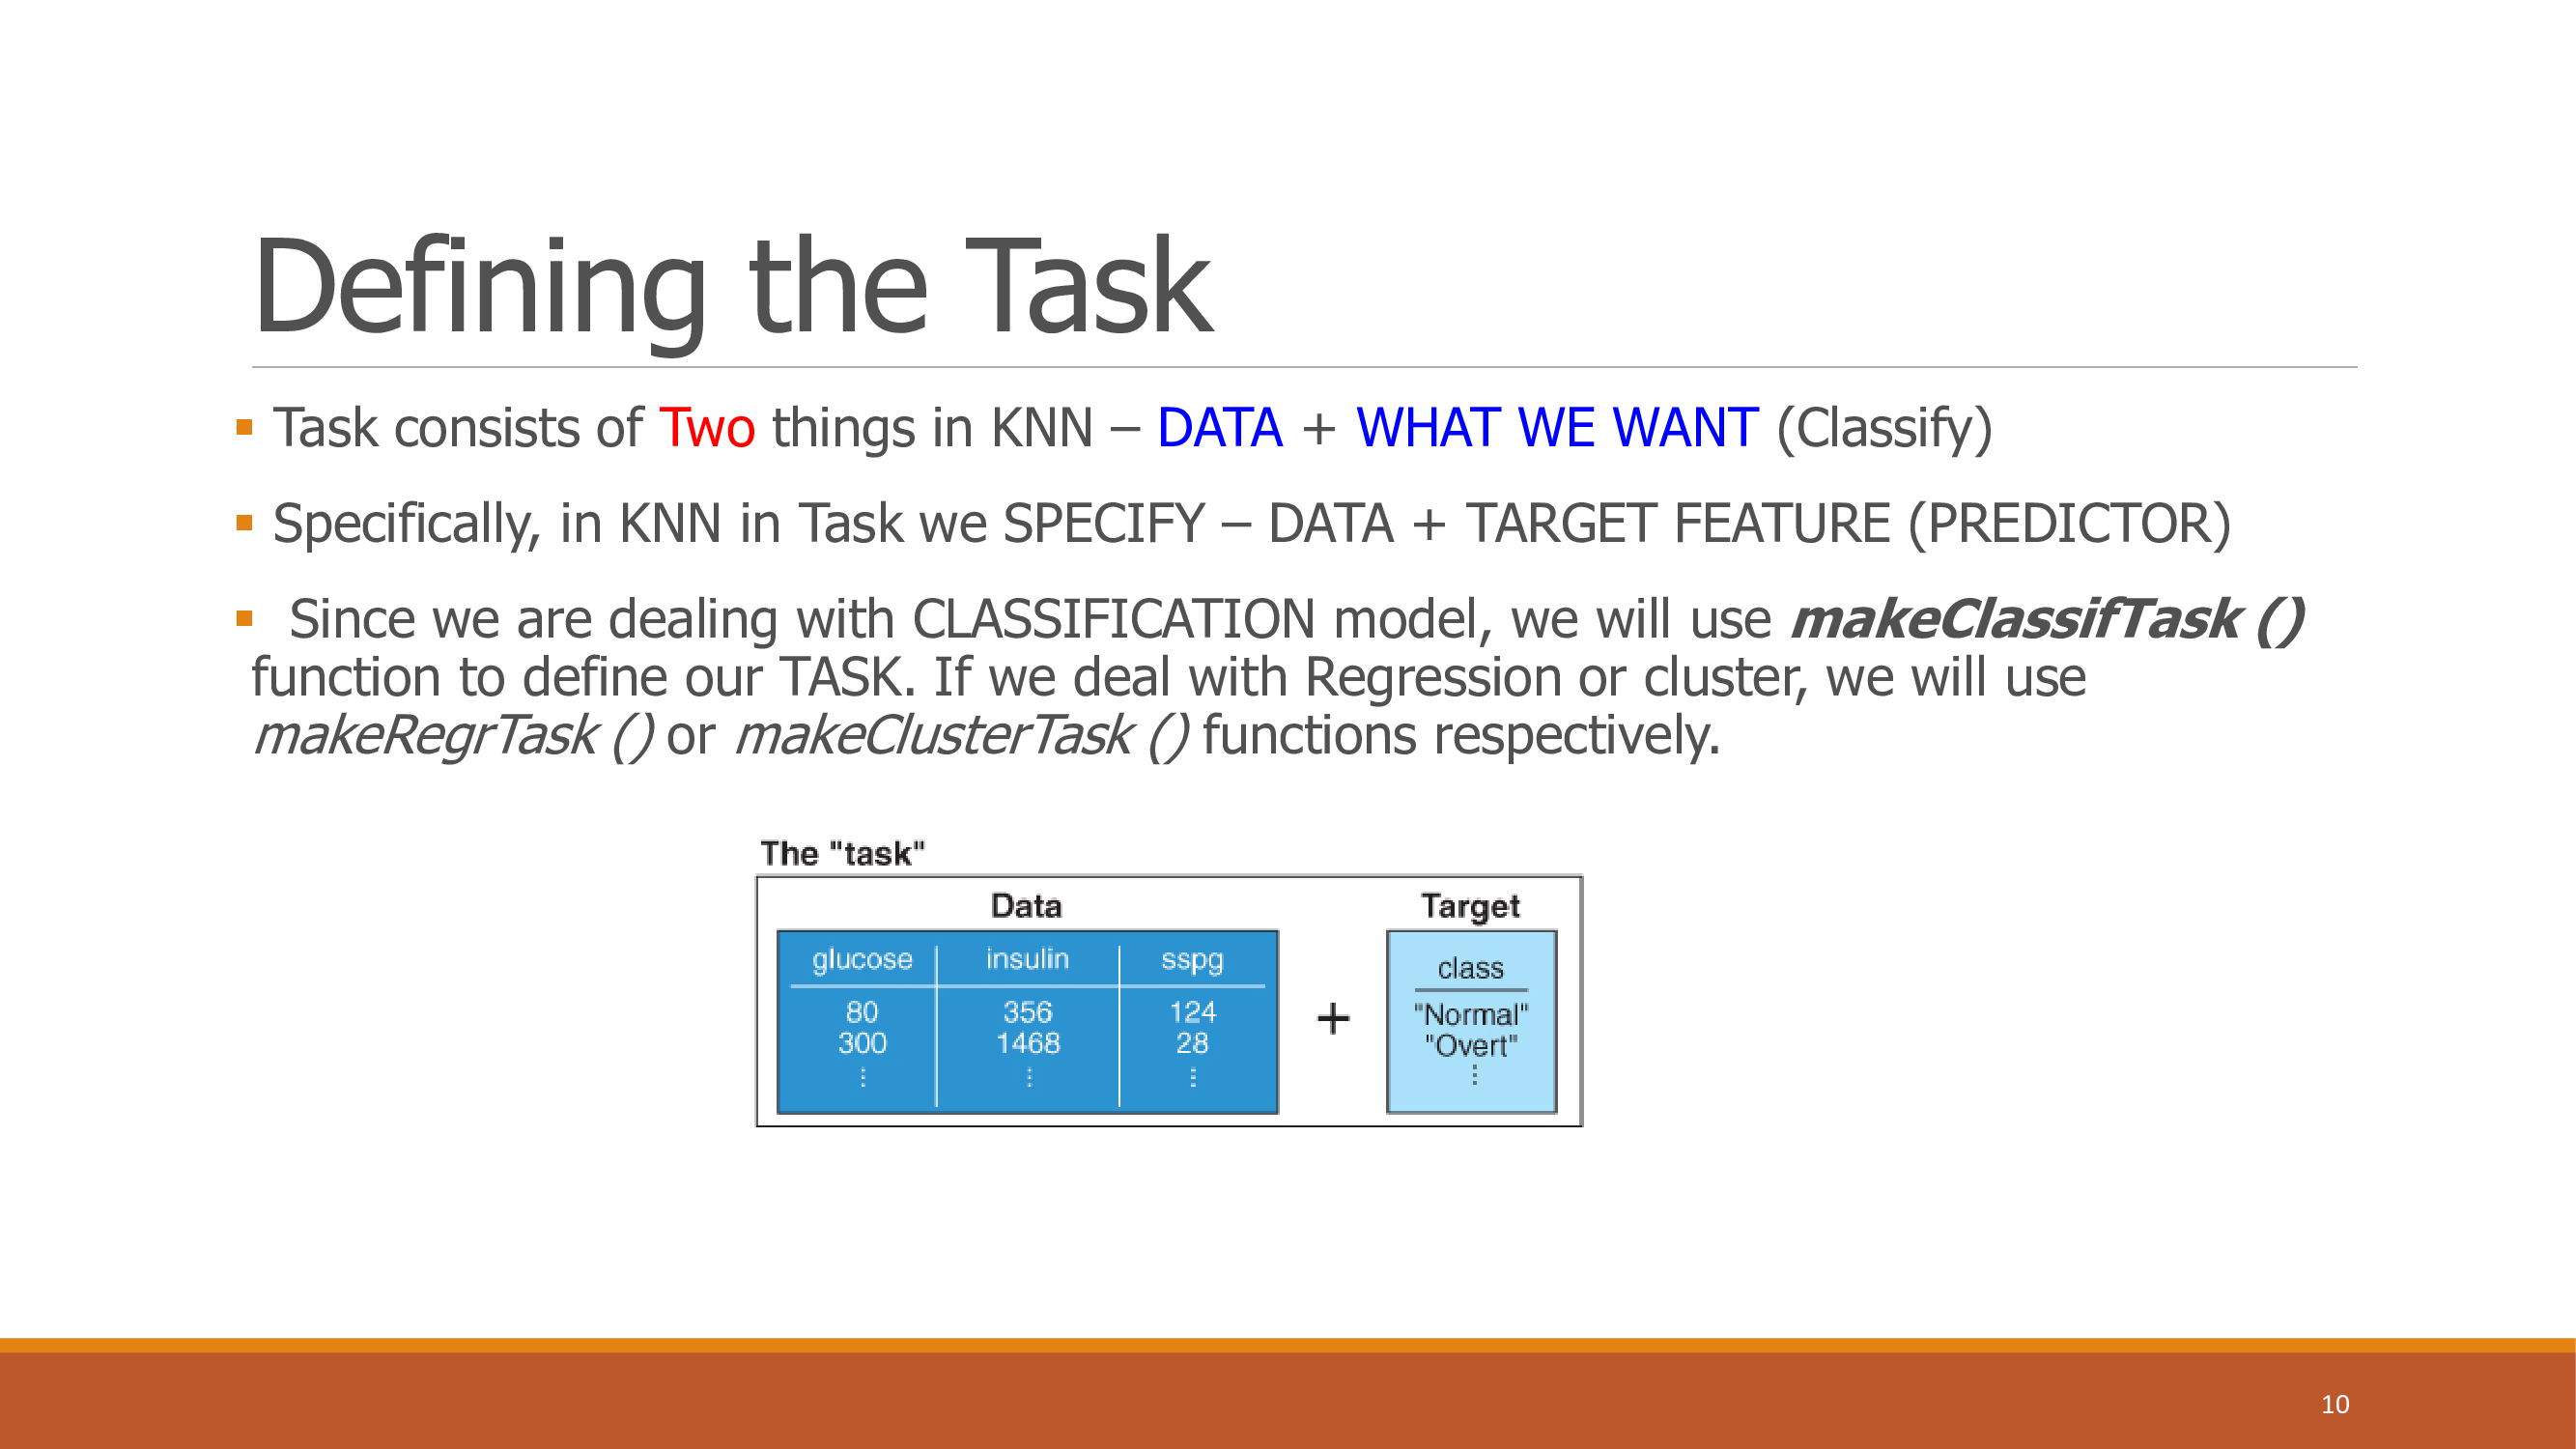 Defining the Task
▪ Task consists of Two things in KNN – DATA + WHAT WE WANT (Classify)
▪ Specifically, in KNN in Task we SPECIFY – DATA + TARGET FEATURE (PREDICTOR)
▪ Since we are dealing with CLASSIFICATION model, we will use makeClassifTask ()
function to define our TASK. If we deal with Regression or cluster, we will use
makeRegrTask () or makeClusterTask () functions respectively.
The "task"
Data Target
glucose insulin sspg class
80 356 124 "Normal"
+
300 1468 28 "Overt"
⋮ ⋮ ⋮ ⋮
10